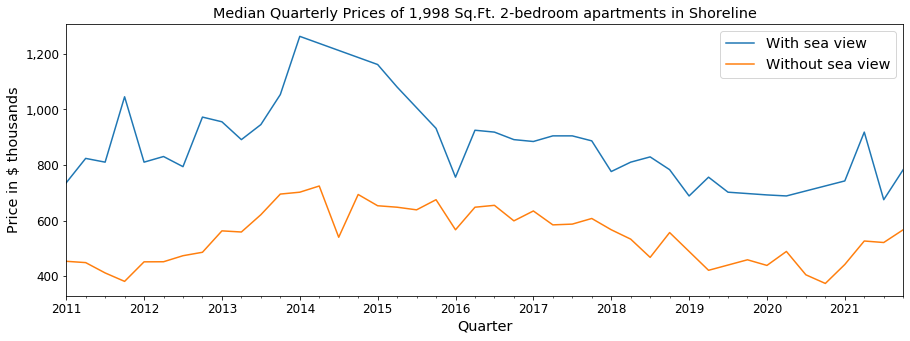 Median Quarterly Prices of 1,998 Sq.Ft. 2-bedroom apartments in Shoreline
With sea view
Without sea view
Price in $ thousands
1,200
1,000
800
600
400
2011 2012 2013 2014 2015 2016 2017 2018 2019 2020 2021
Quarter